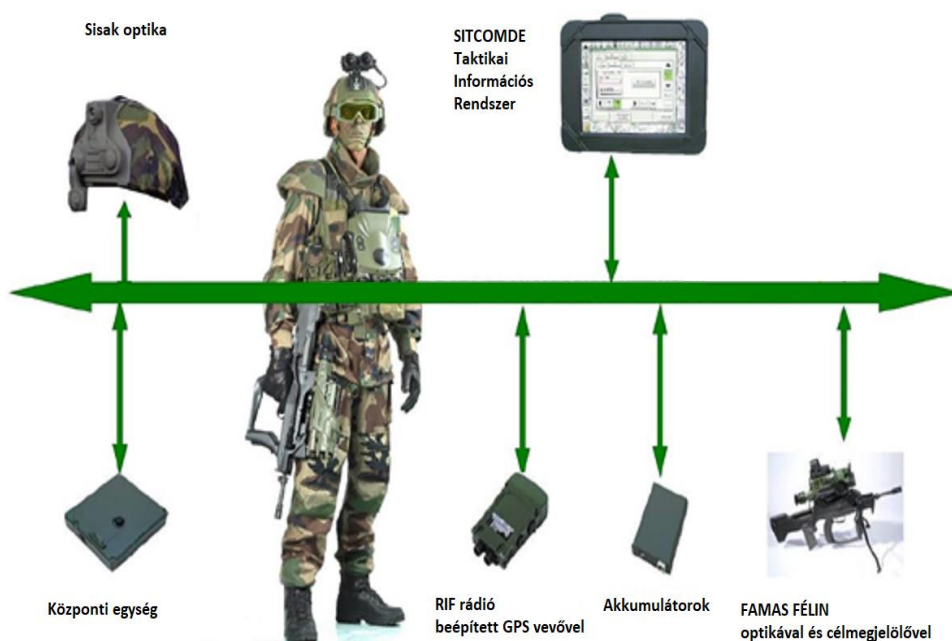 Sisak optika
SITCOMDE
Taktikai
Információs
Rendszer
Központi egység
RIF rádió
beépített GPS vevővel
Akkumulátorok
FAMAS FÉLIN
optikával és célmegjelölővel